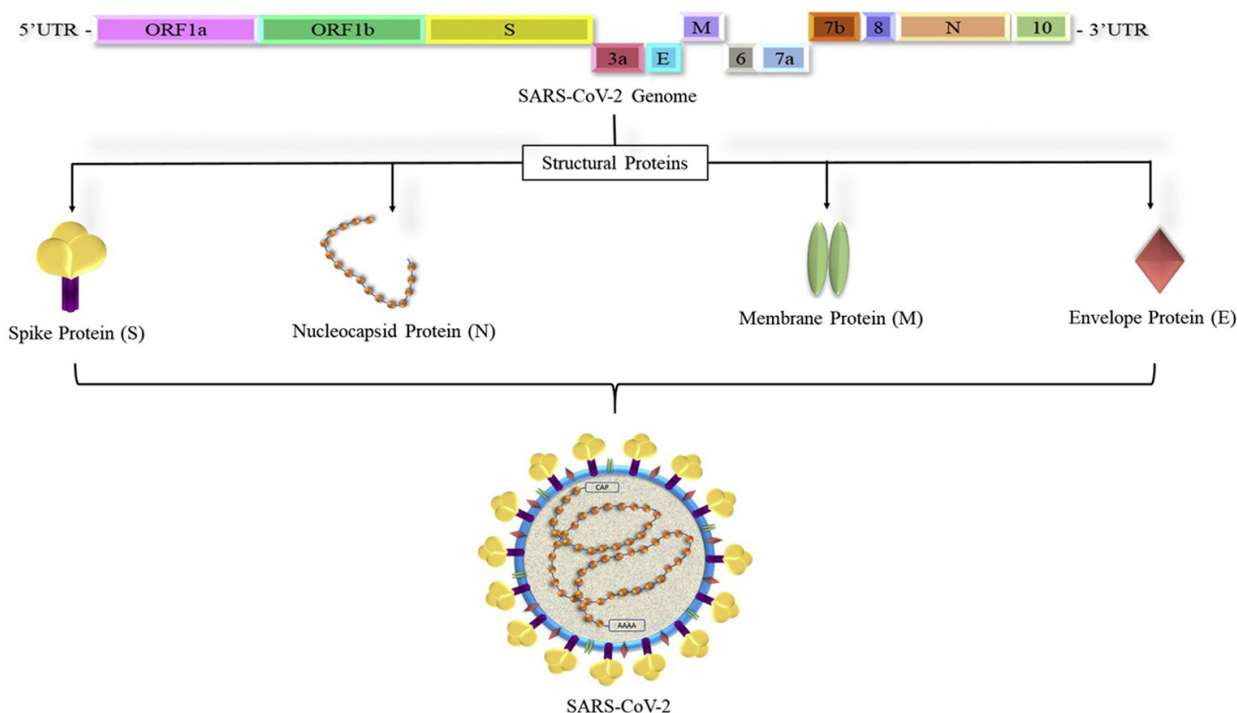 5’UTR - ORF1a ORF1b S 3a E M 6 7a 7b 8 N 10 - 3’UTR
SARS-CoV-2 Genome
Structural Proteins
Spike Protein (S)
Nucleocapsid Protein (N)
Membrane Protein (M)
Envelope Protein (E)
CAP
AAAA
SARS-CoV-2